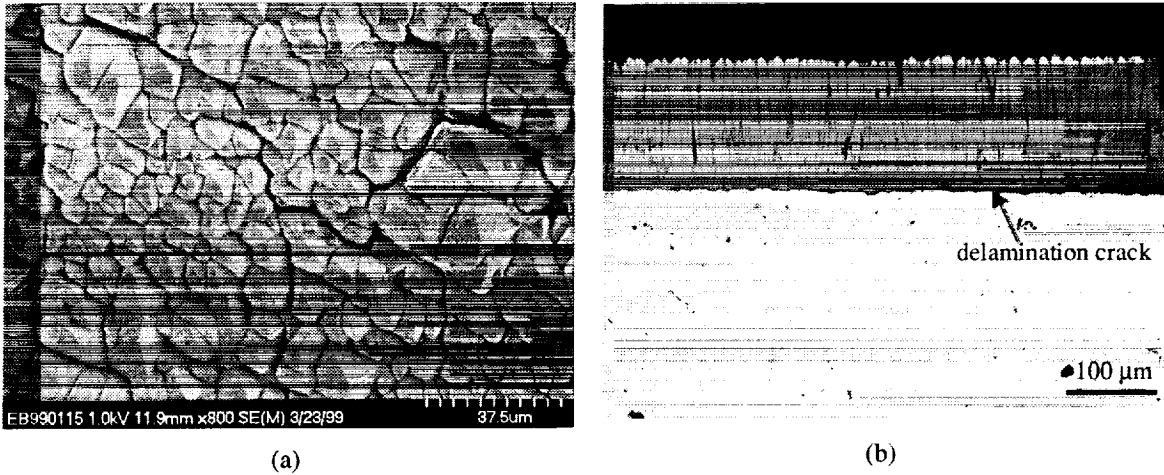 delamination crack
100 µm
EB990115 1.0kV 11.9mm x800 SE(M) 3/23/99 37.5um
(a)
(b)